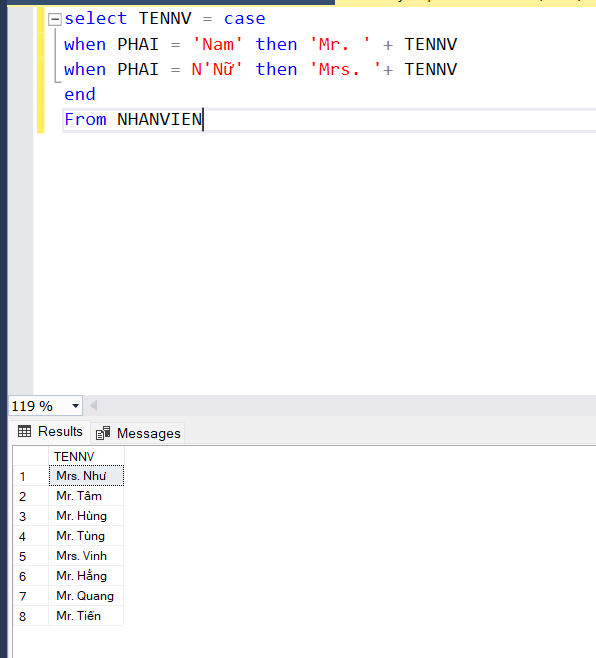 select TENNV = case
when PHAI = 'Nam' then 'Mr. ' + TENNV
when PHAI = N'Nữ' then 'Mrs. '+ TENNV
end
From NHANVIEN
119 %
Results Messages
TENNV
1 Mrs. Như
2 Mr. Tâm
3 Mr. Hùng
4 Mr. Tùng
5 Mrs. Vinh
6 Mr. Hằng
7 Mr. Quang
8 Mr. Tiến